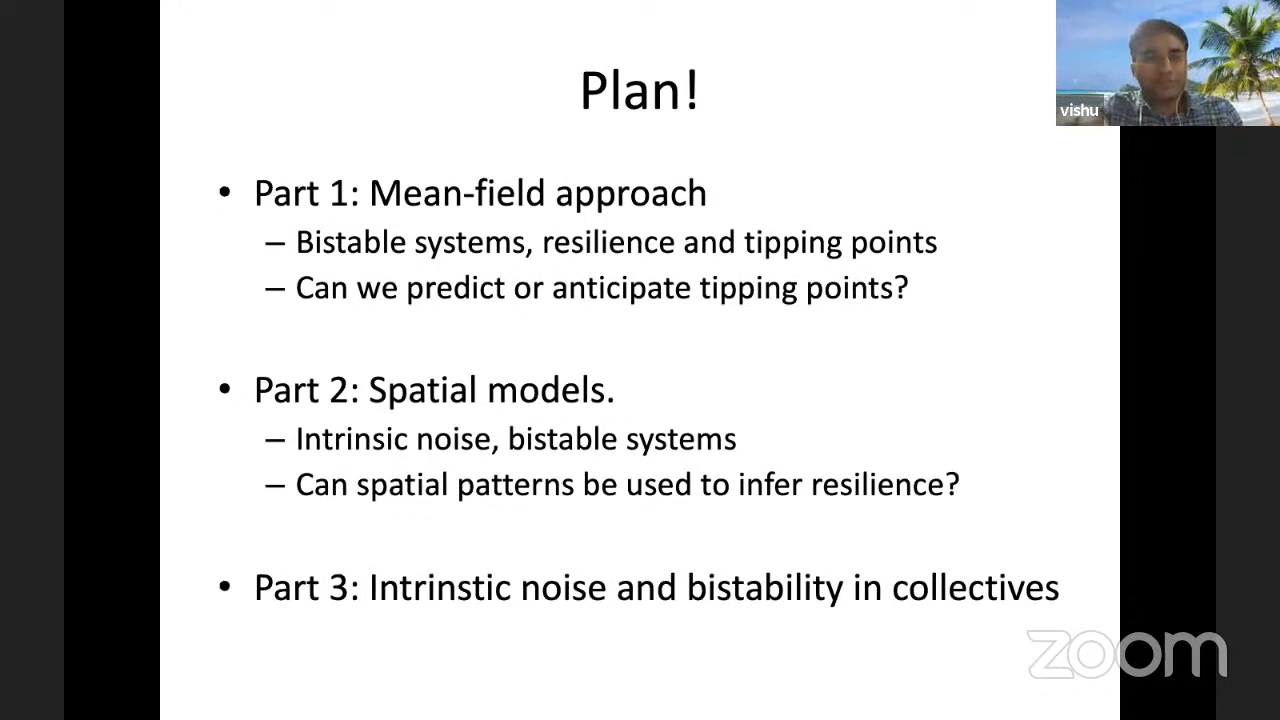 Plan!
vishu
• Part 1: Mean-field approach
– Bistable systems, resilience and tipping points
– Can we predict or anticipate tipping points?
• Part 2: Spatial models.
– Intrinsic noise, bistable systems
– Can spatial patterns be used to infer resilience?
• Part 3: Intrinstic noise and bistability in collectives
zoom